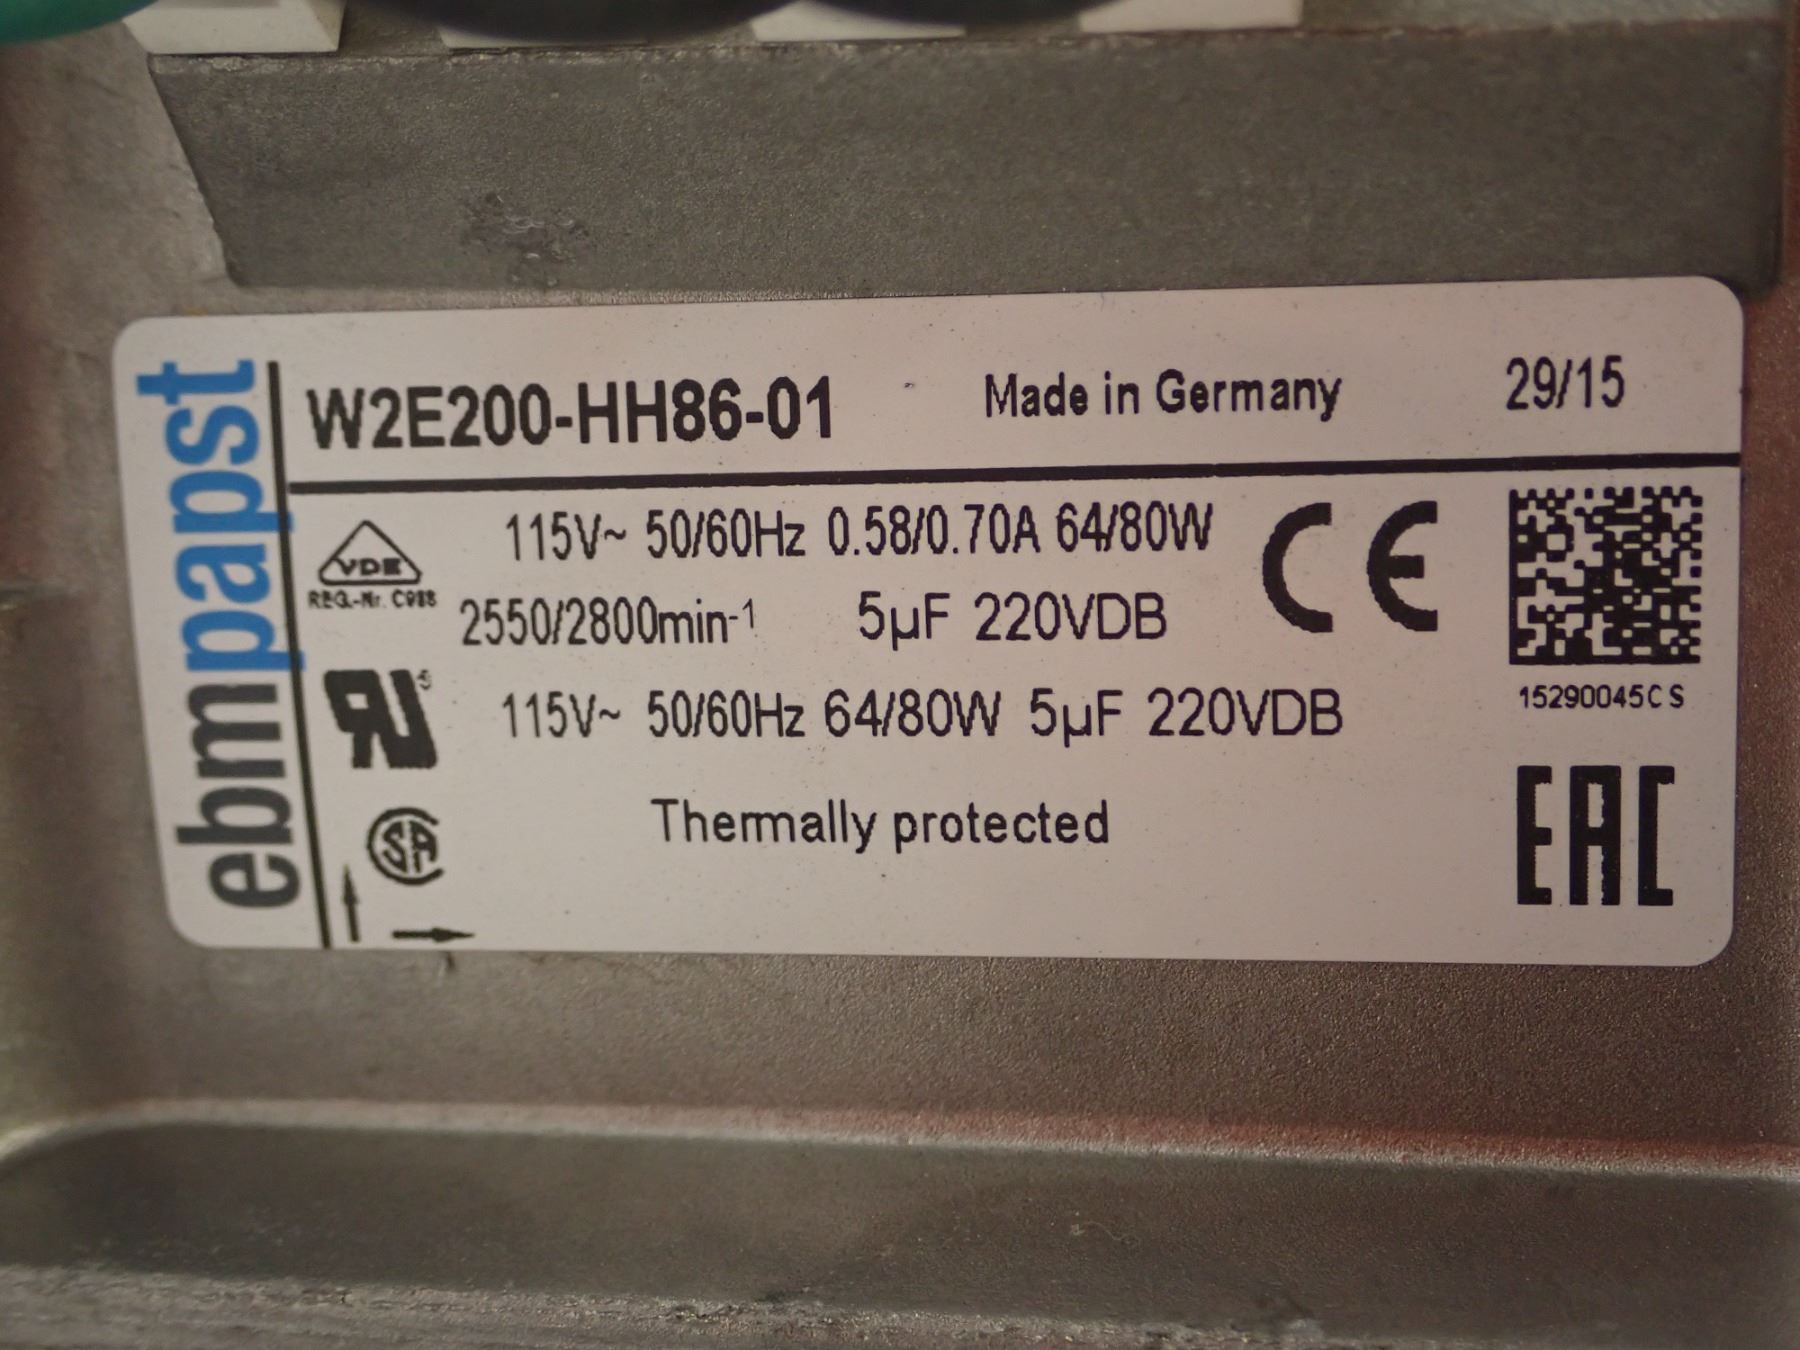 ebmpapst
W2E200-HH86-01 Made in Germany 29/15
VDE
REG.-Nr. C988
115V~ 50/60Hz 0.58/0.70A 64/80W
2550/2800min-1 5µF 220VDB
CE
115V~ 50/60Hz 64/80W 5µF 220VDB
15290045CS
Thermally protected
EAC